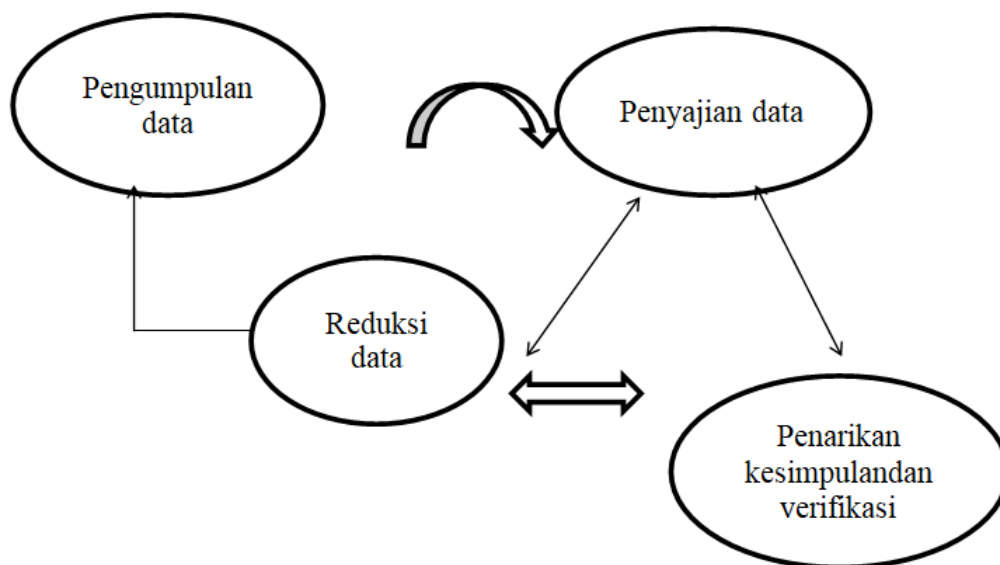 Pengumpulan
data
Penyajian data
Reduksi
data
Penarikan
kesimpulandan
verifikasi